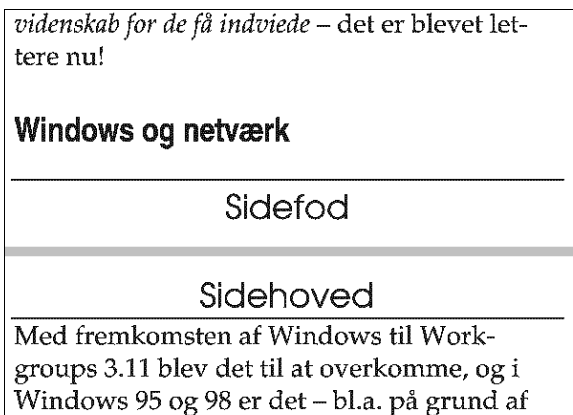 videnskab for de få indviede – det er blevet let-
tere nu!
Windows og netværk
Sidefod
Sidehoved
Med fremkomsten af Windows til Work-
groups 3.11 blev det til at overkomme, og i
Windows 95 og 98 er det – bl.a. på grund af